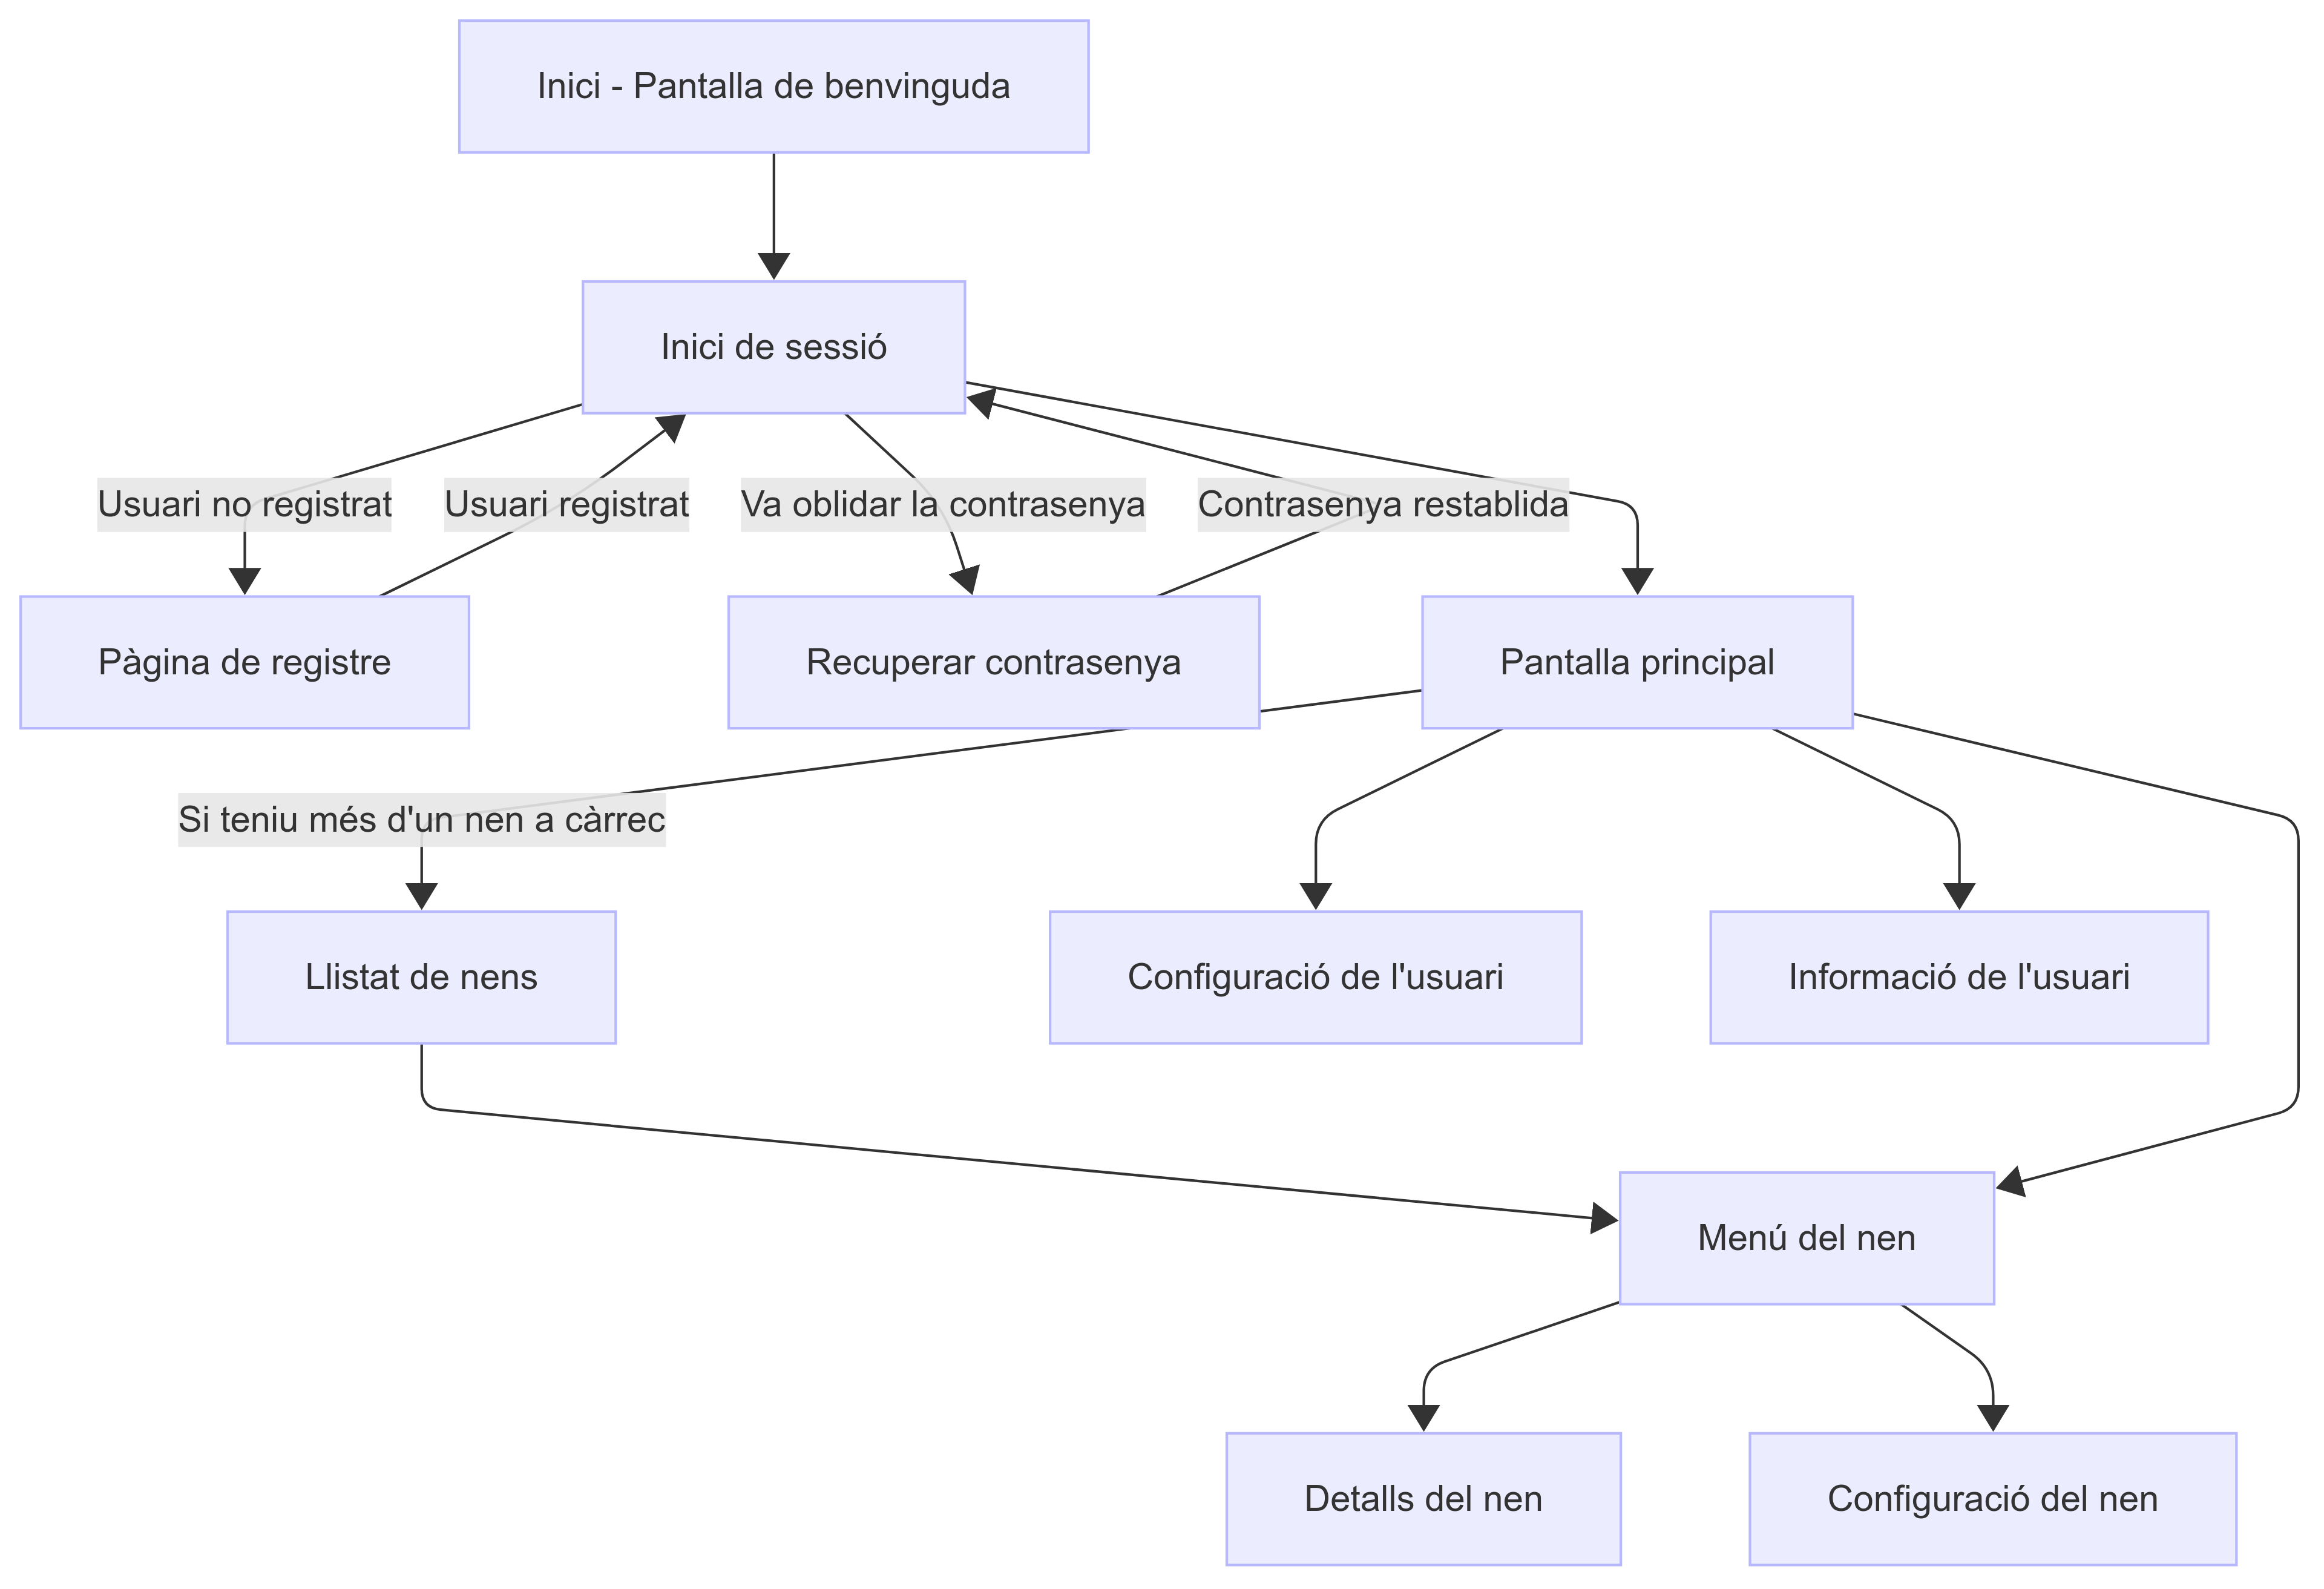 Inici - Pantalla de benvinguda
Inici de sessió
Usuari no registrat
Usuari registrat
Va oblidar la contrasenya
Contrasenya restablida
Pàgina de registre
Recuperar contrasenya
Pantalla principal
Si teniu més d'un nen a càrrec
Llistat de nens
Configuració de l'usuari
Informació de l'usuari
Menú del nen
Detalls del nen
Configuració del nen